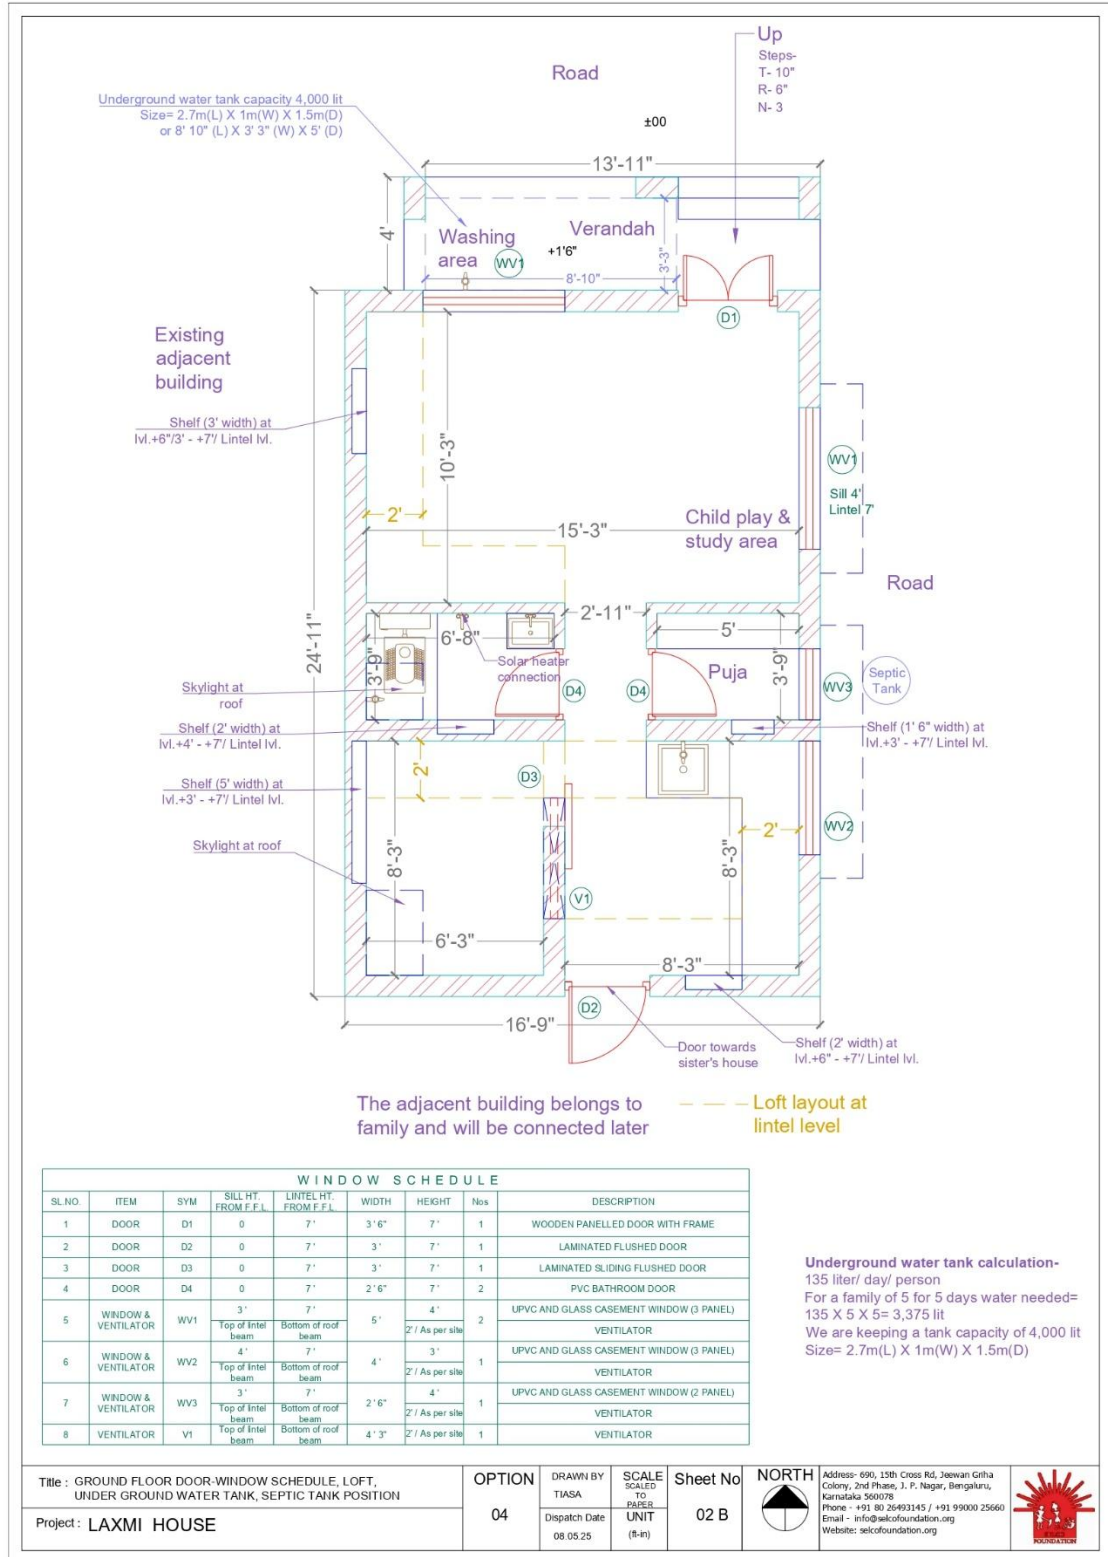 Up
Steps-
T- 10"
R- 6"
N- 3
Road
Underground water tank capacity 4,000 lit
Size= 2.7m(L) X 1m(W) X 1.5m(D)
or 8' 10" (L) X 3' 3" (W) X 5' (D)
±00
13'-11"
4'
Washing
area
Verandah
+1'6"
WV1
8'-10"
3'-3"
D1
Existing
adjacent
building
Shelf (3' width) at
lvl.+6"/3' - +7'/ Lintel lvl.
10'-3"
WV1
Sill 4'
Lintel 7'
2'
15'-3"
Child play &
study area
Road
24'-11"
2'-11"
5'
6'-8"
3'-9"
Solar heater
connection
Puja
3'-9"
D4
D4
WV3
Septic
Tank
Skylight at
roof
Shelf (2' width) at
lvl.+4' - +7'/ Lintel lvl.
Shelf (1' 6" width) at
lvl.+3' - +7'/ Lintel lvl.
2'
D3
Shelf (5' width) at
lvl.+3' - +7'/ Lintel lvl.
2'
WV2
Skylight at roof
8'-3"
8'-3"
V1
6'-3"
8'-3"
D2
16'-9"
Door towards
sister's house
Shelf (2' width) at
lvl.+6" - +7'/ Lintel lvl.
The adjacent building belongs to
family and will be connected later
Loft layout at
lintel level
WINDOW SCHEDULE
SL.NO. ITEM SYM SILL HT. FROM F.F.L. LINTEL HT. FROM F.F.L. WIDTH HEIGHT Nos DESCRIPTION
1 DOOR D1 0 7' 3'6" 7' 1 WOODEN PANELLED DOOR WITH FRAME
2 DOOR D2 0 7' 3' 7' 1 LAMINATED FLUSHED DOOR
3 DOOR D3 0 7' 3' 7' 1 LAMINATED SLIDING FLUSHED DOOR
4 DOOR D4 0 7' 2'6" 7' 2 PVC BATHROOM DOOR
5 WINDOW & VENTILATOR WV1 3' 7' 5' 4' 2 UPVC AND GLASS CASEMENT WINDOW (3 PANEL)
Top of lintel beam Bottom of roof beam 2' / As per site VENTILATOR
6 WINDOW & VENTILATOR WV2 4' 7' 4' 3' 1 UPVC AND GLASS CASEMENT WINDOW (3 PANEL)
Top of lintel beam Bottom of roof beam 2' / As per site VENTILATOR
7 WINDOW & VENTILATOR WV3 3' 7' 2'6" 4' 1 UPVC AND GLASS CASEMENT WINDOW (2 PANEL)
Top of lintel beam Bottom of roof beam 2' / As per site VENTILATOR
8 VENTILATOR V1 Top of lintel beam Bottom of roof beam 4'3" 2' / As per site 1 VENTILATOR
Underground water tank calculation-
135 liter/ day/ person
For a family of 5 for 5 days water needed=
135 X 5 X 5= 3,375 lit
We are keeping a tank capacity of 4,000 lit
Size= 2.7m(L) X 1m(W) X 1.5m(D)
Title : GROUND FLOOR DOOR-WINDOW SCHEDULE, LOFT,
UNDER GROUND WATER TANK, SEPTIC TANK POSITION
Project : LAXMI HOUSE
OPTION
04
DRAWN BY
TIASA
Dispatch Date
08.05.25
SCALE
SCALED
TO
PAPER
UNIT
(ft-in)
Sheet No
02 B
NORTH
Address- 690, 15th Cross Rd, Jeewan Griha
Colony, 2nd Phase, J. P. Nagar, Bengaluru,
Karnataka 560078
Phone - +91 80 26493145 / +91 99000 25660
Email - info@selcofoundation.org
Website: selcofoundation.org
SELCO
FOUNDATION